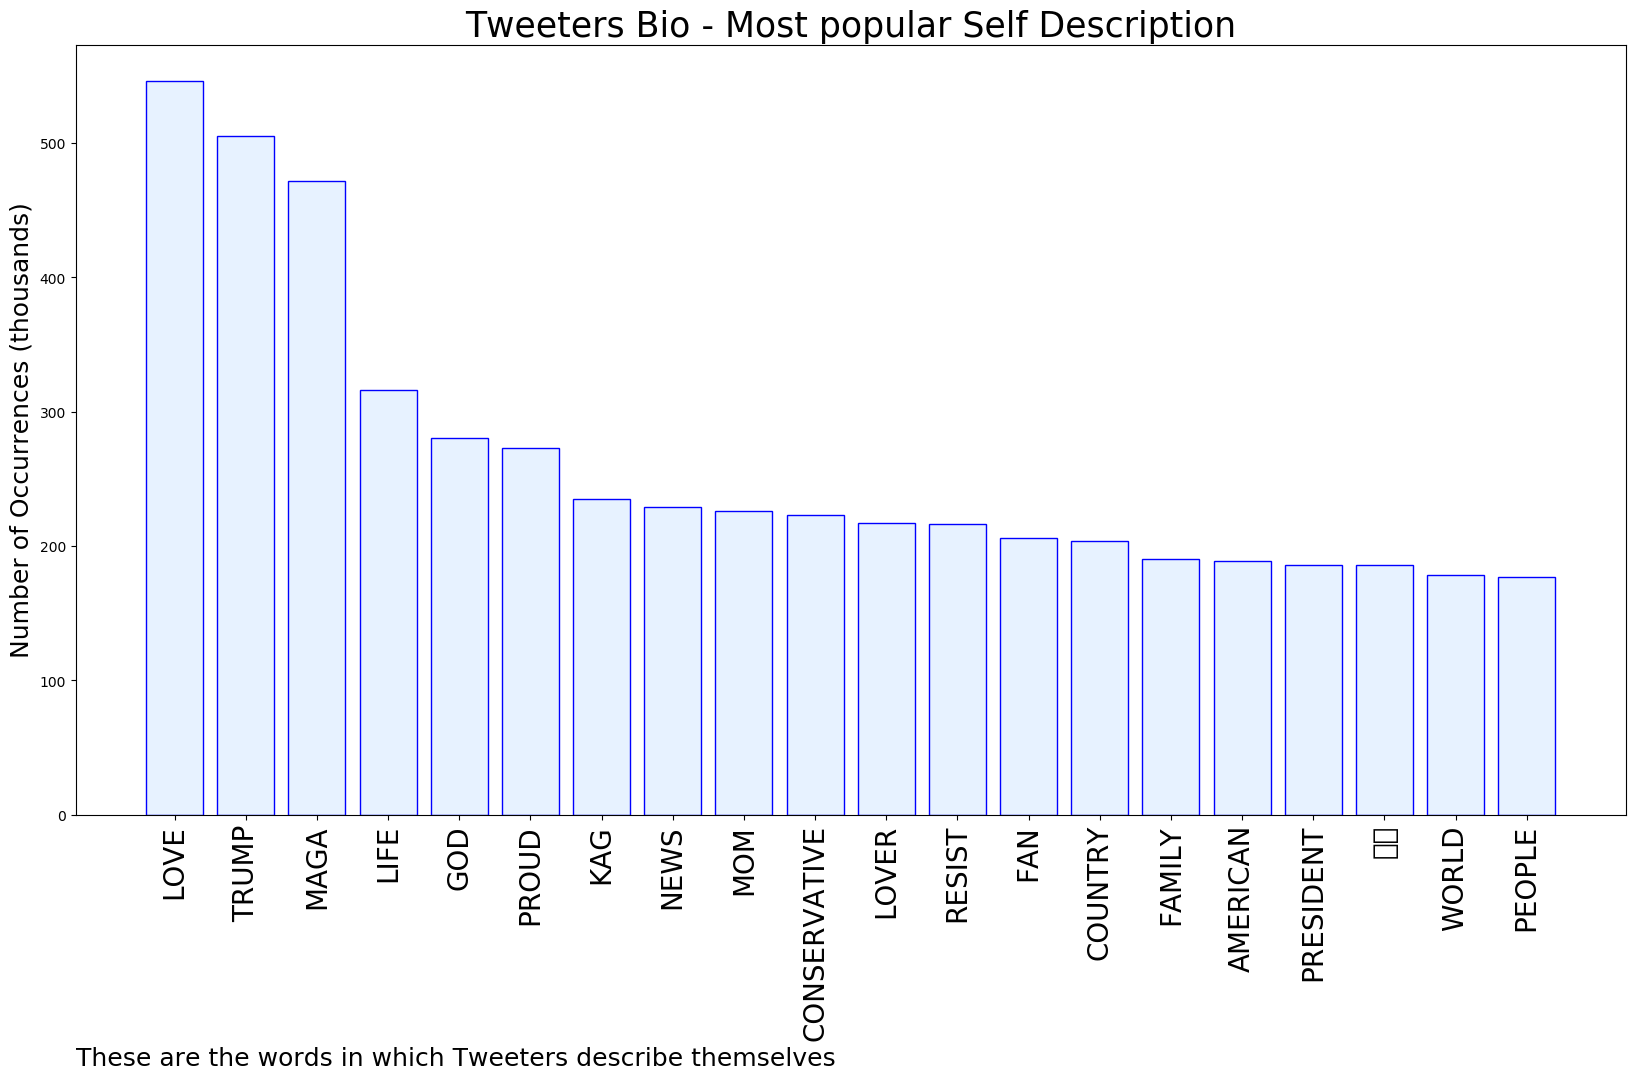 Tweeters Bio - Most popular Self Description
Number of Occurrences (thousands)
500
400
300
200
100
0
LOVE
TRUMP
MAGA
LIFE
GOD
PROUD
KAG
NEWS
MOM
CONSERVATIVE
LOVER
RESIST
FAN
COUNTRY
FAMILY
AMERICAN
PRESIDENT
WORLD
PEOPLE
These are the words in which Tweeters describe themselves